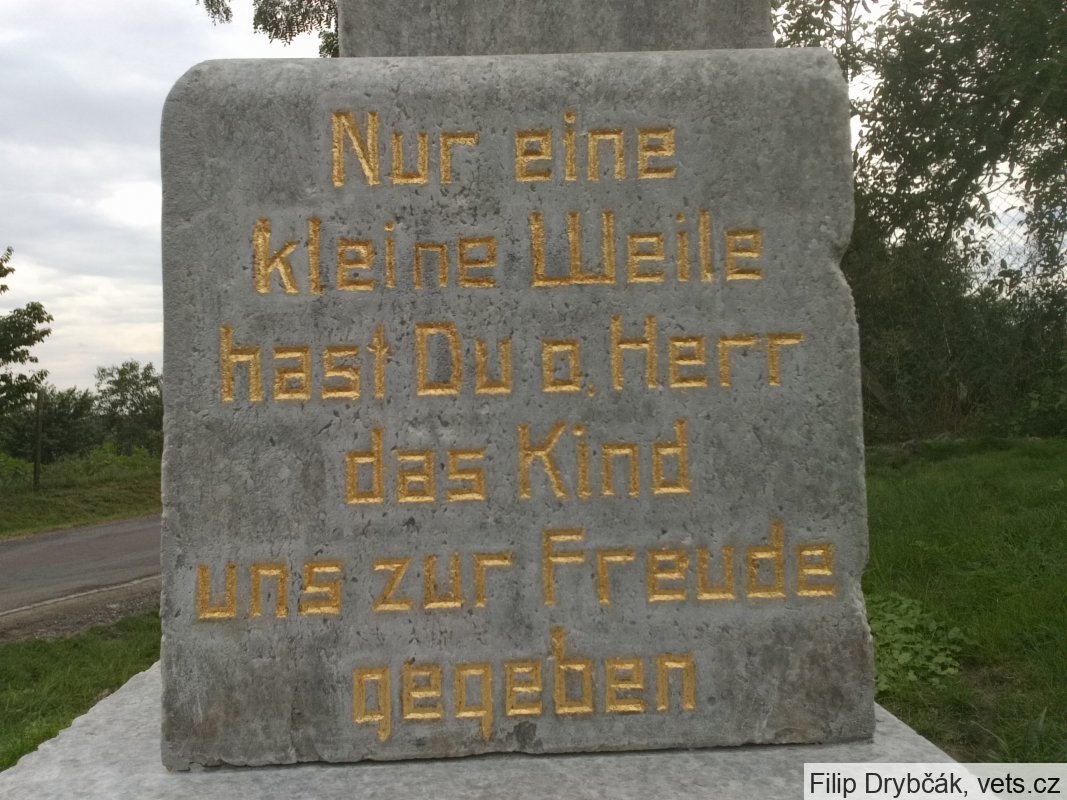 Nur eine
kleine Weile
hast Du o. Herr
das Kind
uns zur Freude
gegeben
Filip Drybčák, vets.cz